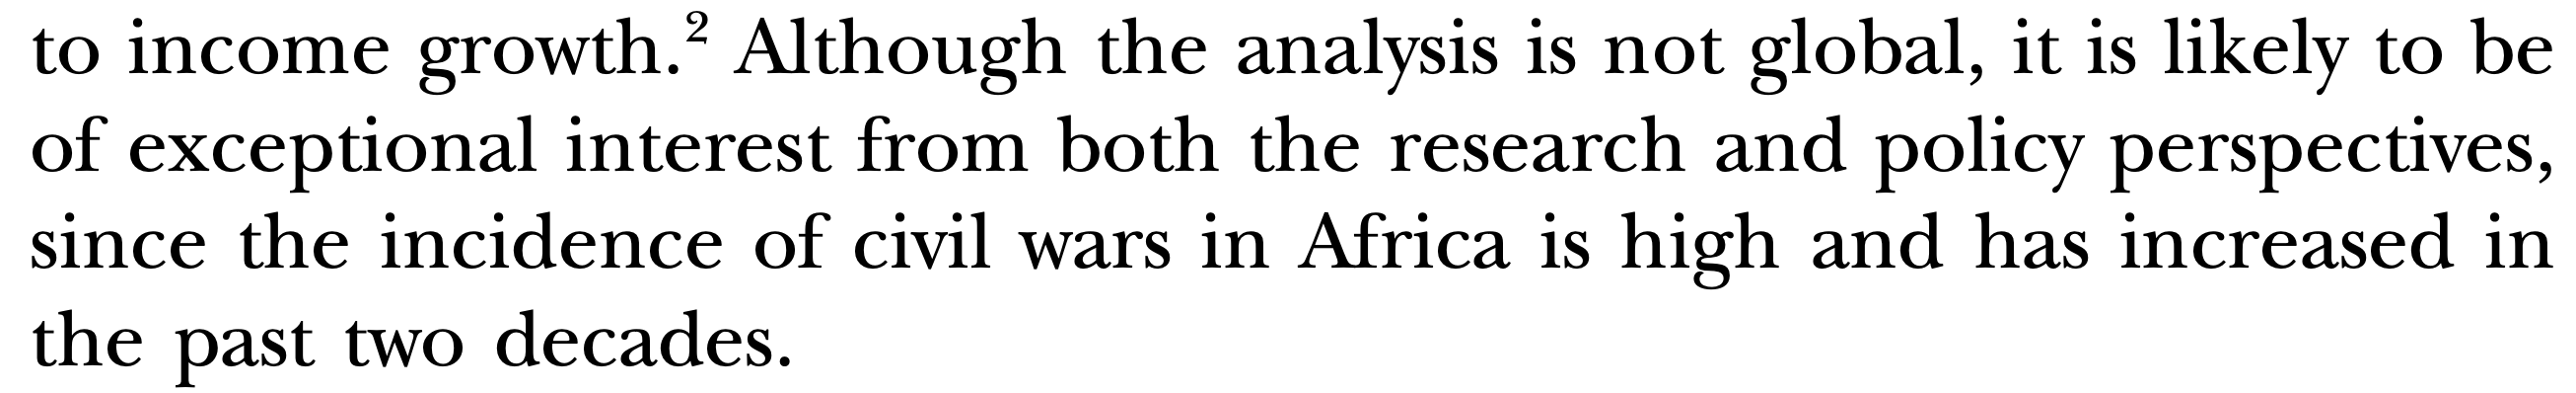 to income growth.² Although the analysis is not global, it is likely to be
of exceptional interest from both the research and policy perspectives,
since the incidence of civil wars in Africa is high and has increased in
the past two decades.